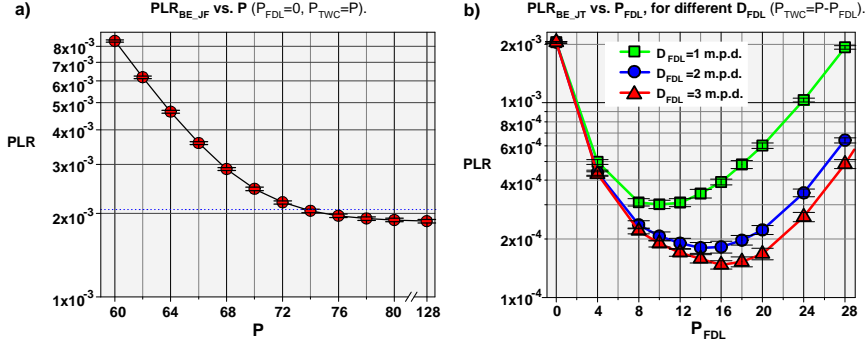 a)
PLR_BE_JF vs. P (P_FDL=0, P_TWC=P).
8x10⁻³
7x10⁻³
6x10⁻³
5x10⁻³
4x10⁻³
3x10⁻³
2x10⁻³
1x10⁻³
PLR
60 64 68 72 76 80 128
P
b)
PLR_BE_JT vs. P_FDL, for different D_FDL (P_TWC=P-P_FDL).
2x10⁻³
1x10⁻³
8x10⁻⁴
6x10⁻⁴
4x10⁻⁴
2x10⁻⁴
1x10⁻⁴
PLR
D_FDL=1 m.p.d.
D_FDL=2 m.p.d.
D_FDL =3 m.p.d.
0 4 8 12 16 20 24 28
P_FDL